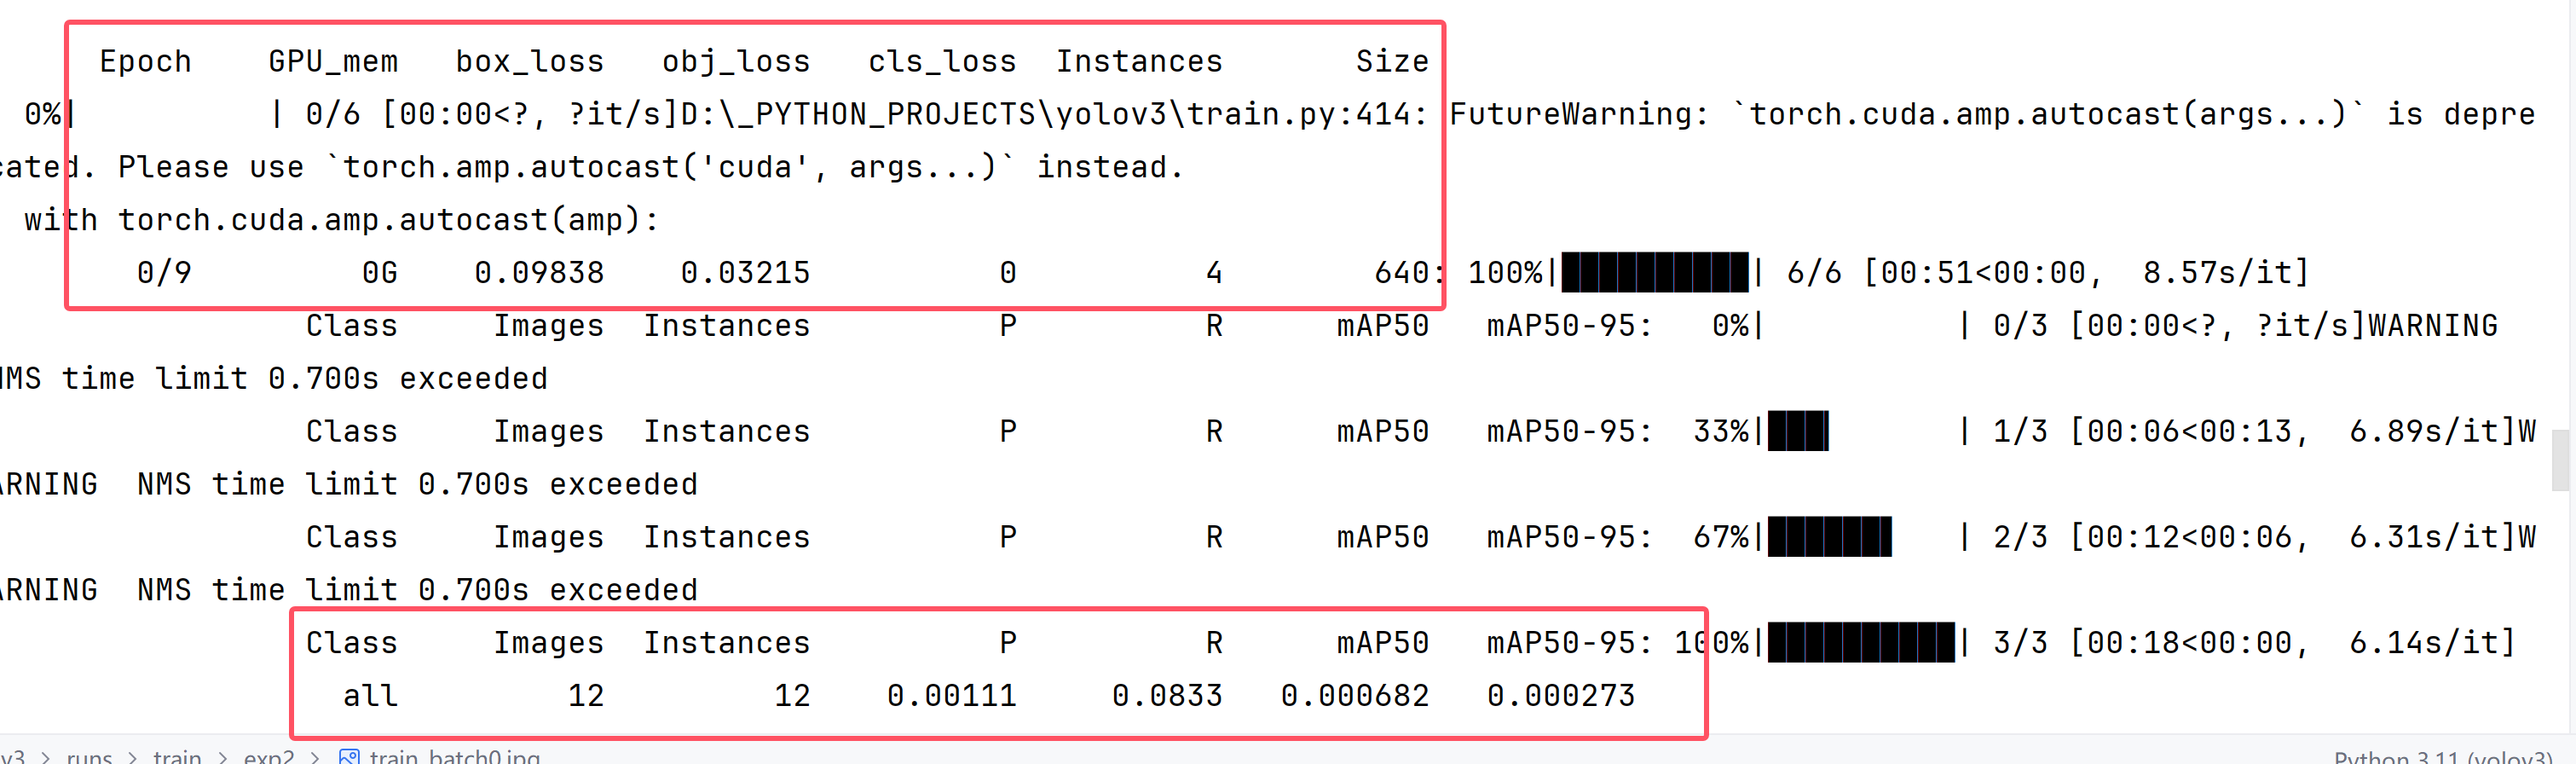 Epoch GPU_mem box_loss obj_loss cls_loss Instances Size
0%| | 0/6 [00:00<?, ?it/s]D:\_PYTHON_PROJECTS\yolov3\train.py:414: FutureWarning: `torch.cuda.amp.autocast(args...)` is depre
cated. Please use `torch.amp.autocast('cuda', args...)` instead.
with torch.cuda.amp.autocast(amp):
0/9 0G 0.09838 0.03215 0 4 640: 100%|██████████| 6/6 [00:51<00:00, 8.57s/it]
Class Images Instances P R mAP50 mAP50-95: 0%| | 0/3 [00:00<?, ?it/s]WARNING
NMS time limit 0.700s exceeded
Class Images Instances P R mAP50 mAP50-95: 33%|███ | 1/3 [00:06<00:13, 6.89s/it]W
ARNING NMS time limit 0.700s exceeded
Class Images Instances P R mAP50 mAP50-95: 67%|██████ | 2/3 [00:12<00:06, 6.31s/it]W
ARNING NMS time limit 0.700s exceeded
Class Images Instances P R mAP50 mAP50-95: 100%|██████████| 3/3 [00:18<00:00, 6.14s/it]
all 12 12 0.00111 0.0833 0.000682 0.000273
v3 > runs > train > exp2 > train_batch0.jpg
Python 3.11 (yolov3)